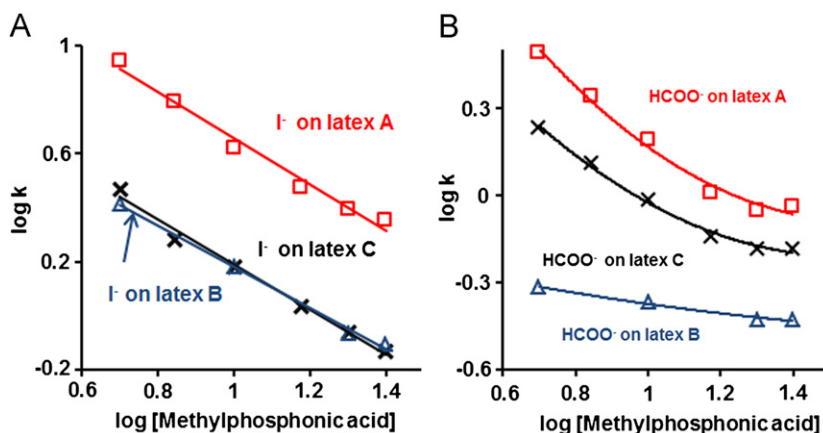 A
1
0.6
0.2
-0.2
0.6
0.8
1
1.2
1.4
log k
log [Methylphosphonic acid]
I- on latex A
I- on latex C
I- on latex B
B
0.3
0
-0.3
-0.6
0.6
0.8
1
1.2
1.4
log k
log [Methylphosphonic acid]
HCOO- on latex A
HCOO- on latex C
HCOO- on latex B